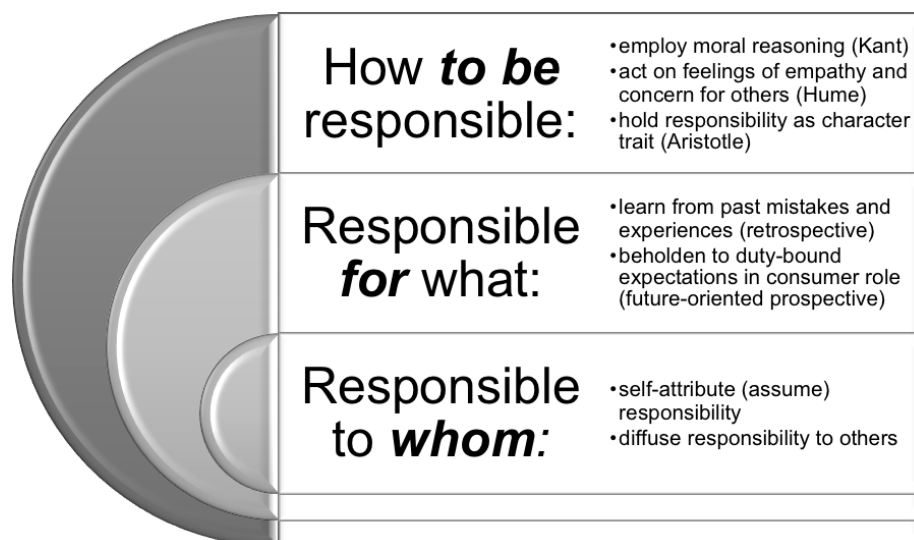 How to be
responsible:
•employ moral reasoning (Kant)
•act on feelings of empathy and
concern for others (Hume)
•hold responsibility as character
trait (Aristotle)
Responsible
for what:
•learn from past mistakes and
experiences (retrospective)
•beholden to duty-bound
expectations in consumer role
(future-oriented prospective)
Responsible
to whom:
•self-attribute (assume)
responsibility
•diffuse responsibility to others